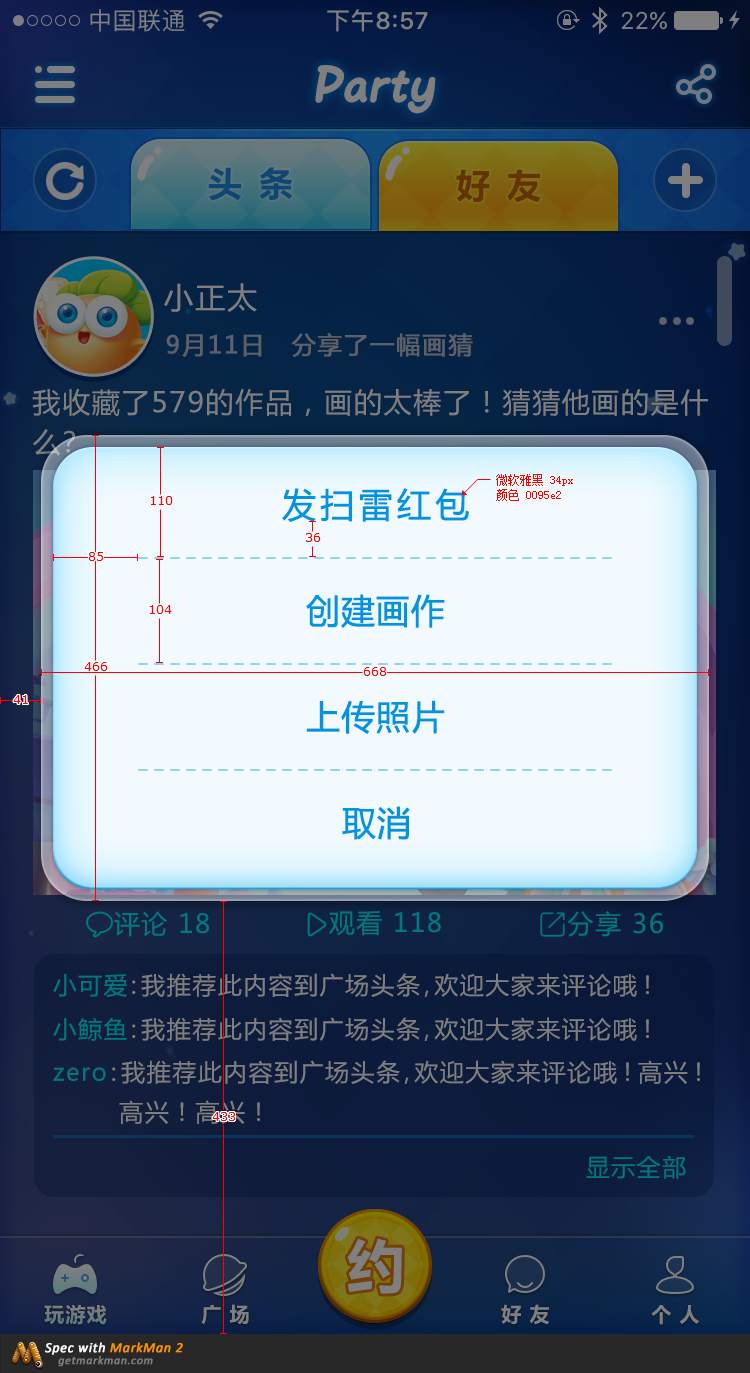 中国联通 下午8:57 22%
Party
头条 好友
小正太
9月11日 分享了一幅画猜
我收藏了579的作品，画的太棒了！猜猜他画的是什
么？
110
发扫雷红包
微软雅黑 34px
颜色 0095e2
36
85
104
创建画作
466
668
41
上传照片
取消
评论 18 观看 118 分享 36
小可爱:我推荐此内容到广场头条,欢迎大家来评论哦！
小鲸鱼:我推荐此内容到广场头条,欢迎大家来评论哦！
zero:我推荐此内容到广场头条,欢迎大家来评论哦！高兴！
高兴！高兴！
433
显示全部
约
玩游戏 广场 好友 个人
Spec with MarkMan 2
getmarkman.com